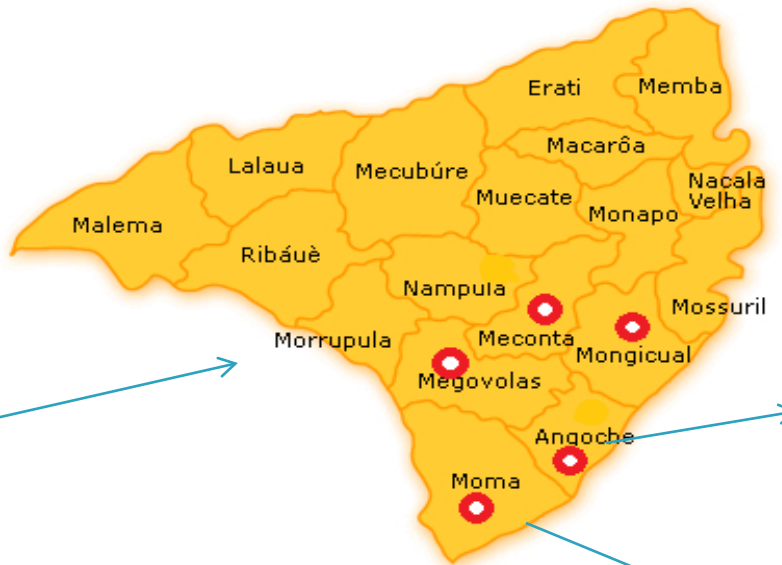 Erati
Memba
Macarôa
Lalaua
Mecubúre
Nacala
Velha
Muecate
Monapo
Malema
Ribáuè
Nampula
Mossuril
Morrupula
Meconta
Mongicual
Megovolas
Angoche
Moma